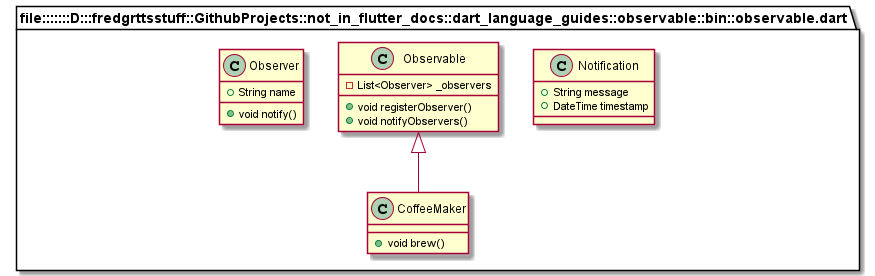 file:::::::D:::fredgrttsstuff::GithubProjects::not_in_flutter_docs::dart_language_guides::observable::bin::observable.dart
C Observer
String name
void notify()
C Observable
List<Observer> _observers
void registerObserver()
void notifyObservers()
C Notification
String message
DateTime timestamp
C CoffeeMaker
void brew()